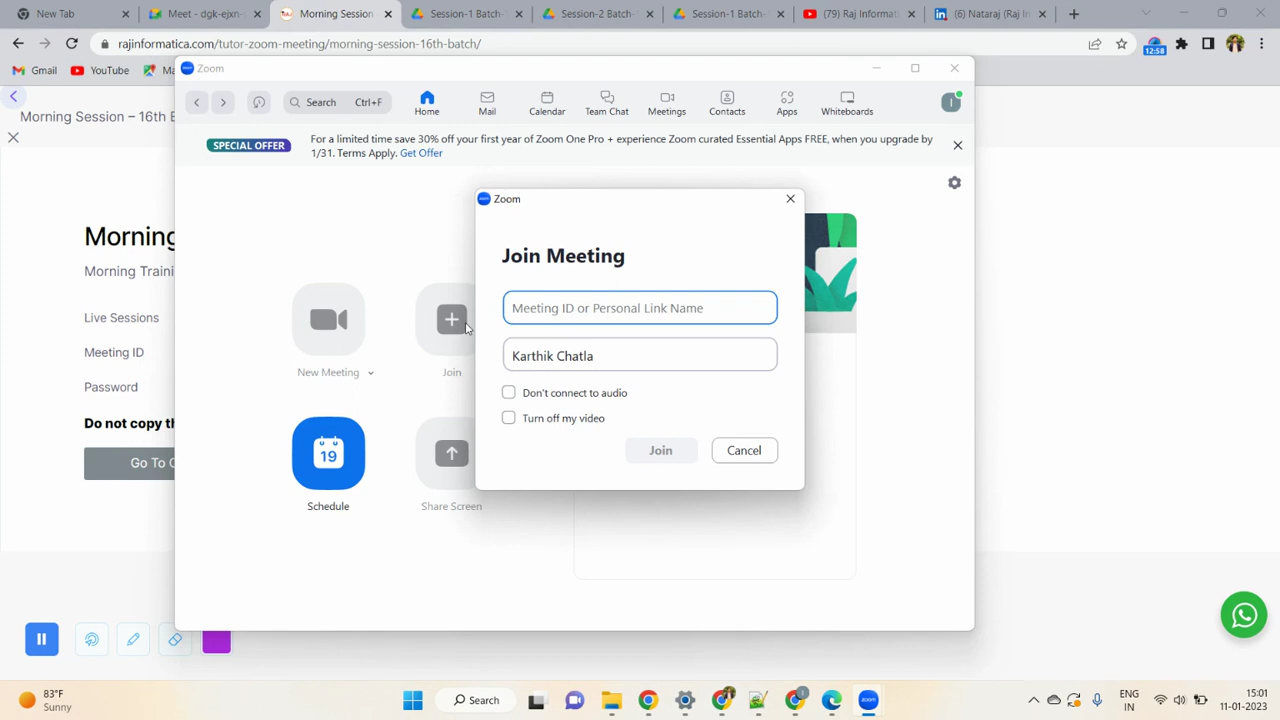 New Tab
Meet - dgk-ejxn-
Morning Session
Session-1 Batch-
Session-2 Batch-
Session-1 Batch-
(79) Raj Informati
(6) Nataraj (Raj In
rajinformatica.com/tutor-zoom-meeting/morning-session-16th-batch/
12:58
Gmail
YouTube
Ma
Zoom
Search Ctrl+F
Home
Mail
Calendar
Team Chat
Meetings
Contacts
Apps
Whiteboards
I
Morning Session – 16th B
SPECIAL OFFER
For a limited time save 30% off your first year of Zoom One Pro + experience Zoom curated Essential Apps FREE, when you upgrade by
1/31. Terms Apply. Get Offer
Zoom
Join Meeting
Meeting ID or Personal Link Name
Karthik Chatla
Don't connect to audio
Turn off my video
Join
Cancel
New Meeting
Join
19
Schedule
Share Screen
Morning
Morning Traini
Live Sessions
Meeting ID
Password
Do not copy th
Go To C
83°F
Sunny
Search
zoom
ENG
IN
15:01
11-01-2023